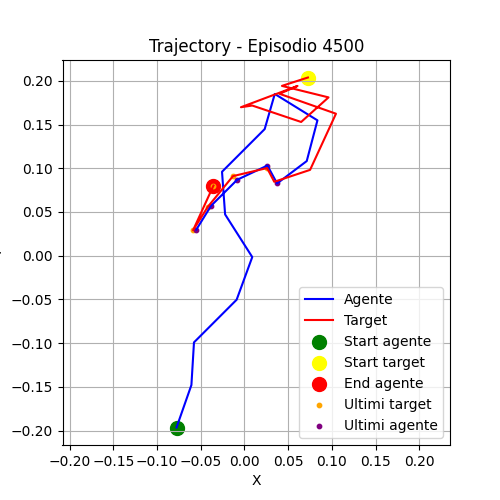 Trajectory - Episodio 4500
0.20
0.15
0.10
0.05
0.00
−0.05
−0.10
−0.15
−0.20
−0.20 −0.15 −0.10 −0.05 0.00 0.05 0.10 0.15 0.20
X
Agente
Target
Start agente
Start target
End agente
Ultimi target
Ultimi agente